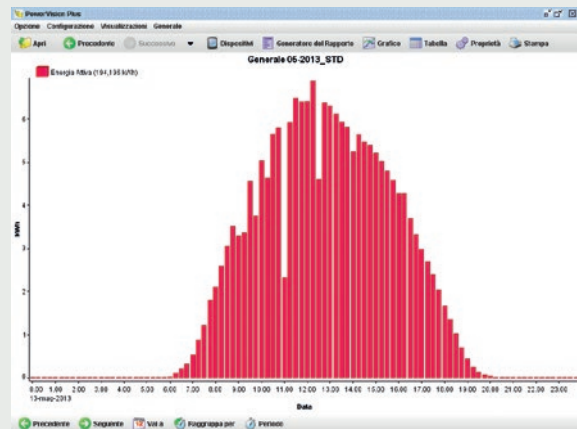 PowerVision Plus
Opzione Configurazione Visualizzazioni Generale
Apri Precedente Successivo Dispositivi Generatore del Rapporto Grafico Tabella Proprietà Stampa
Generale 05-2013_STD
Energia Attiva (194,136 kWh)
6
5
4
kWh
3
2
1
0
0.00 1.00 2.00 3.00 4.00 5.00 6.00 7.00 8.00 9.00 10.00 11.00 12.00 13.00 14.00 15.00 16.00 17.00 18.00 19.00 20.00 21.00 22.00 23.00
13-mag-2013
Data
Precedente Seguente Vai a Raggruppa per Periodo